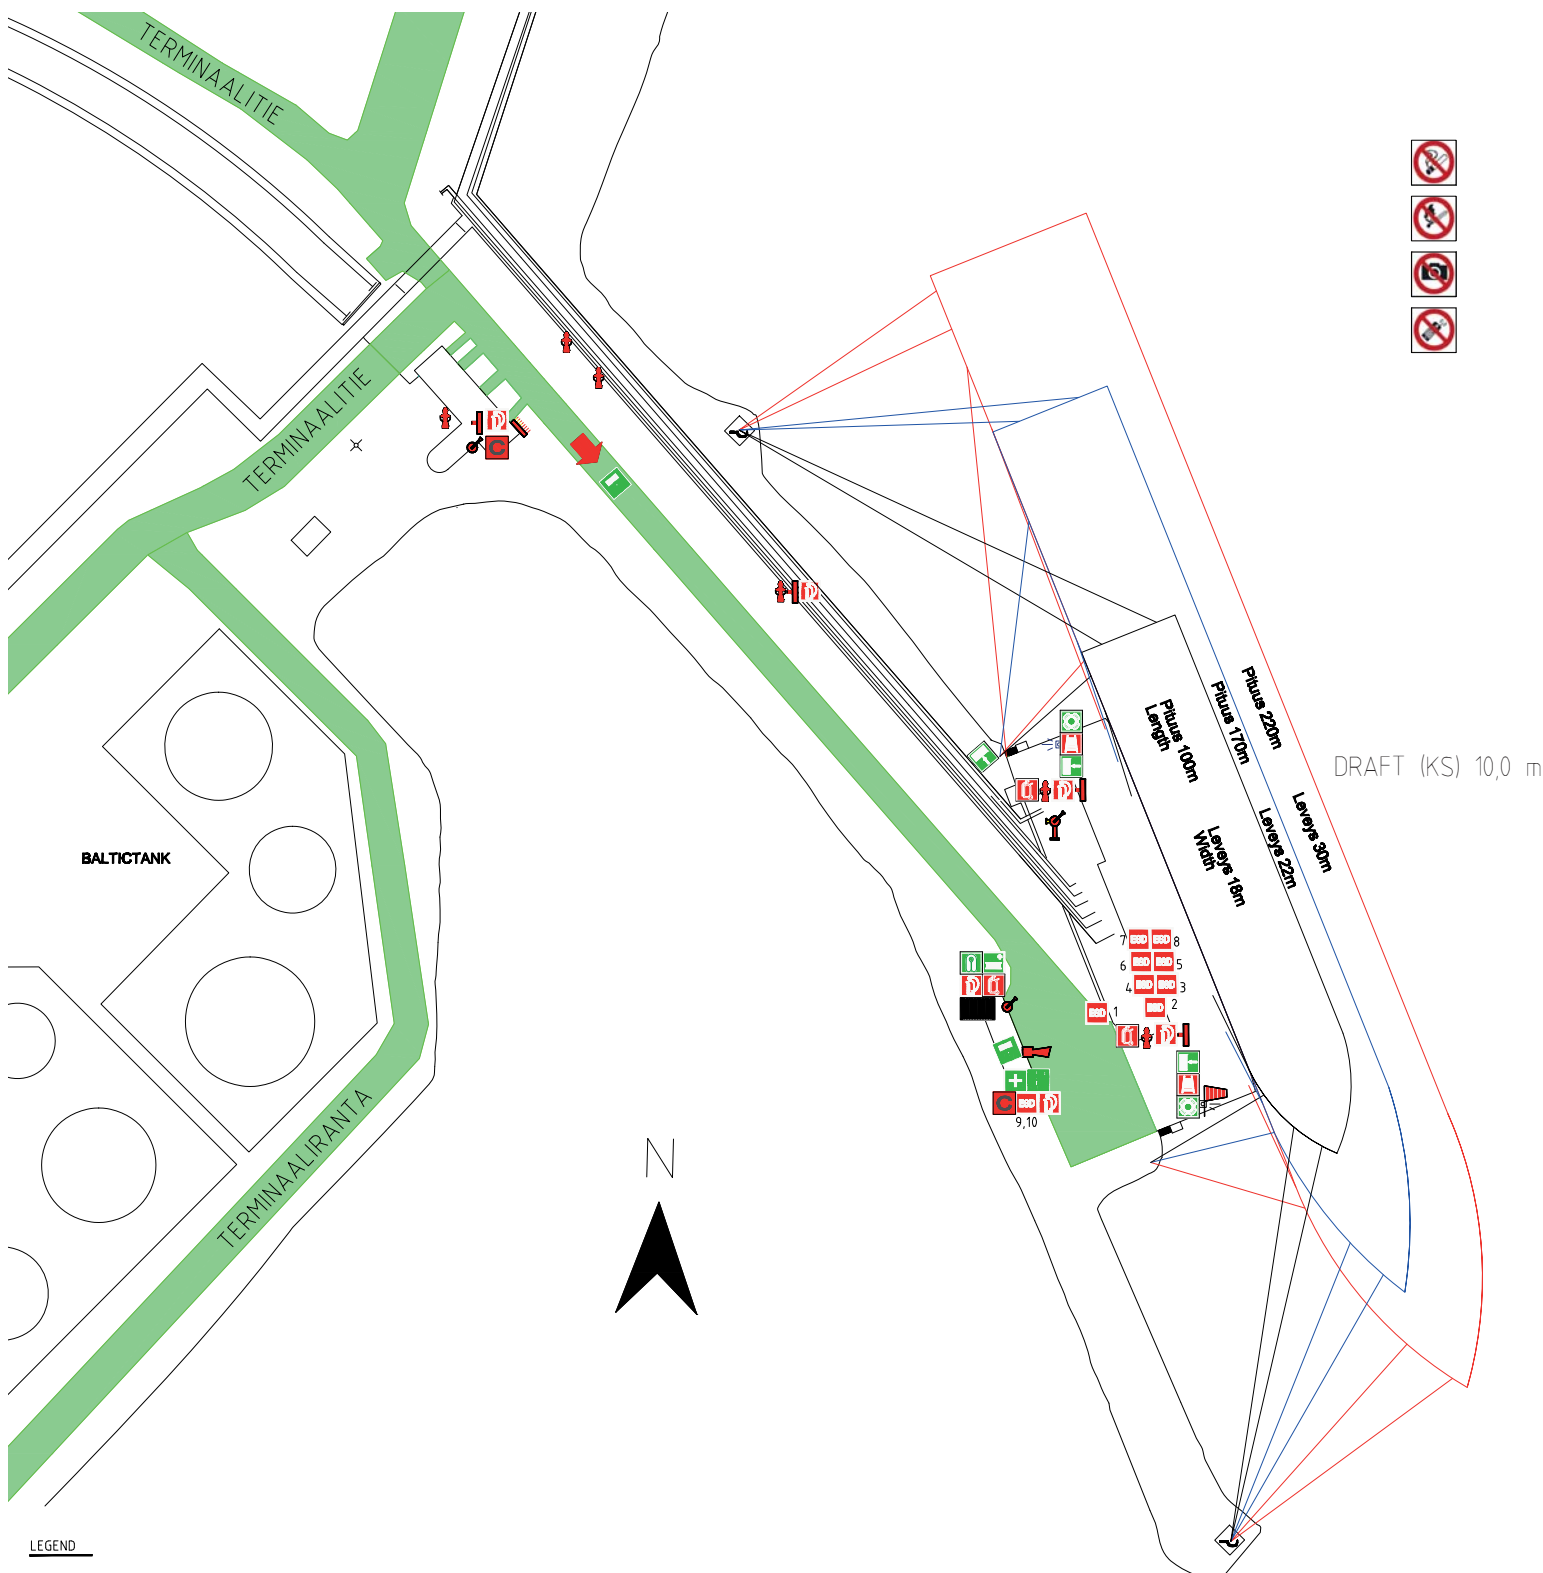 TERMINAALITIE
TERMINAALITIE
Pituus 220m
Pituus 170m
Pituus 100m
Length
DRAFT (KS) 10,0 m
Leveys 30m
Leveys 22m
Leveys 18m
Width
BALTICTANK
7 8
6 5
4 3
2
1
9,10
TERMINAALIRANTA
N
LEGEND